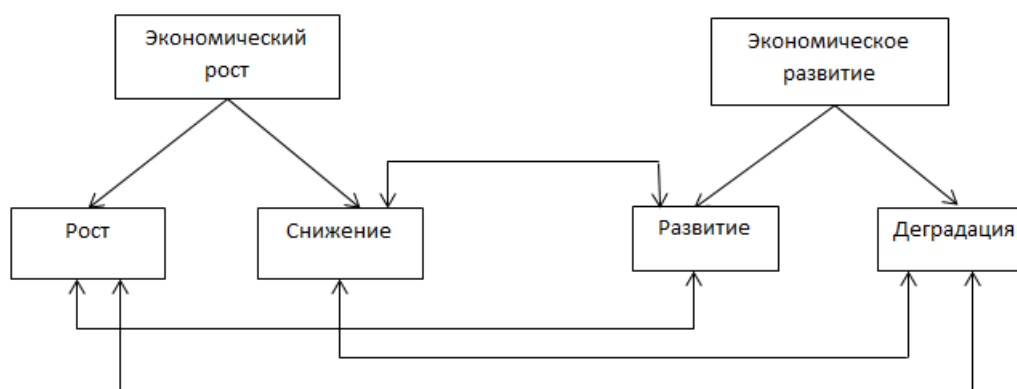 Экономический
рост
Экономическое
развитие
Рост
Снижение
Развитие
Деградация